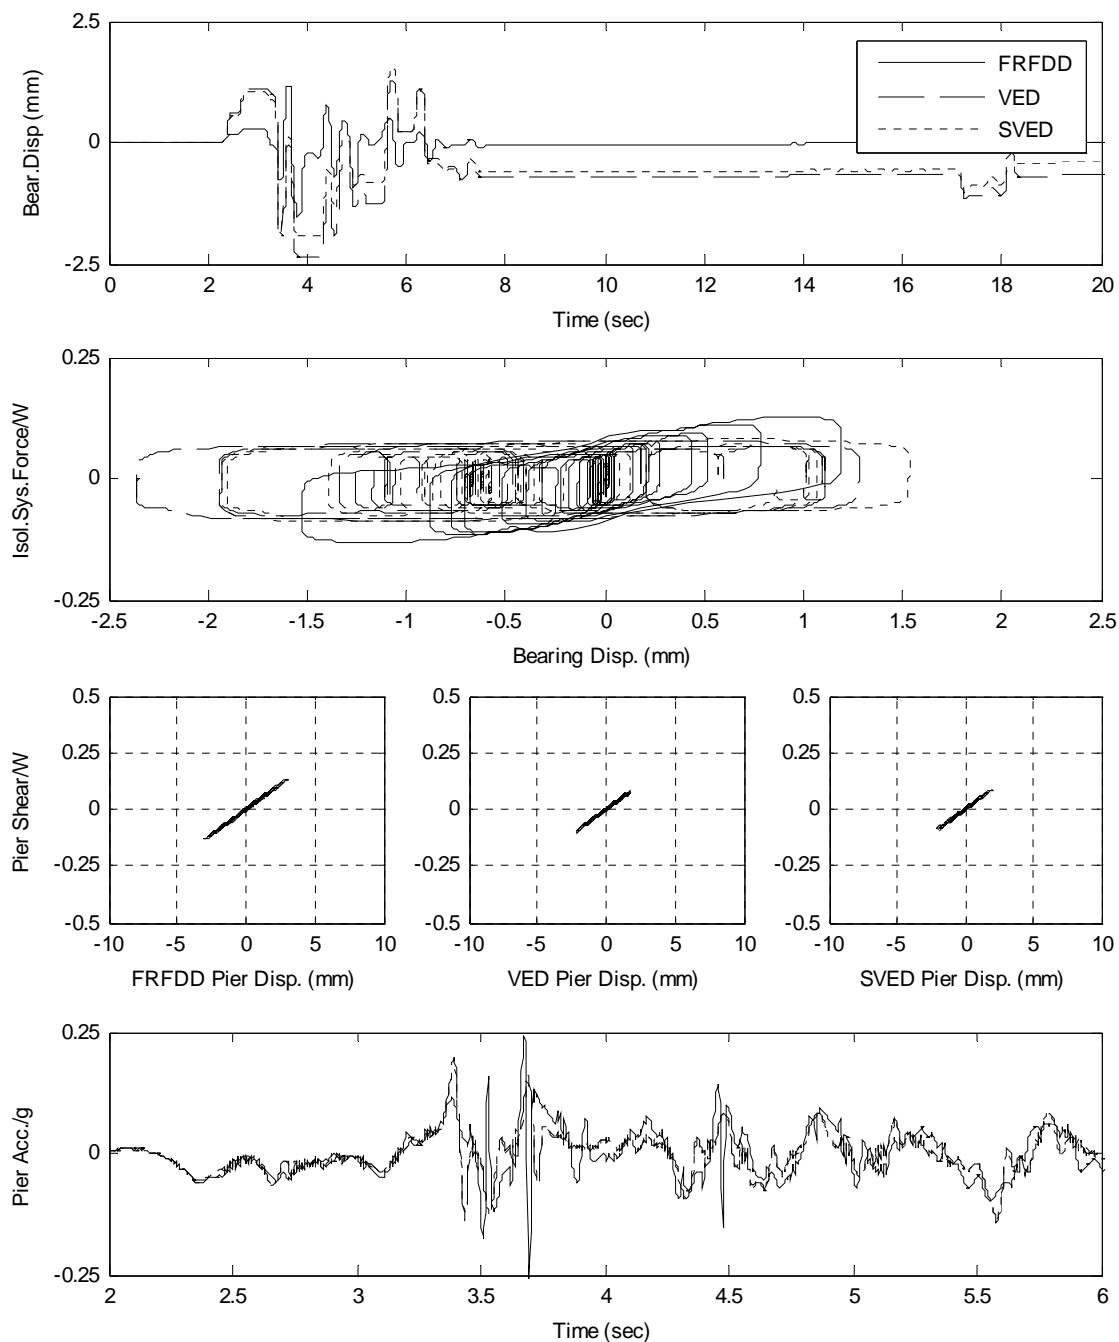 2.5
0
-2.5
Bear.Disp (mm)
FRFDD
VED
SVED
0 2 4 6 8 10 12 14 16 18 20
Time (sec)
0.25
0
-0.25
Isol.Sys.Force/W
-2.5 -2 -1.5 -1 -0.5 0 0.5 1 1.5 2 2.5
Bearing Disp. (mm)
0.5
0.25
0
-0.25
-0.5
Pier Shear/W
-10 -5 0 5 10
FRFDD Pier Disp. (mm)
0.5
0.25
0
-0.25
-0.5
-10 -5 0 5 10
VED Pier Disp. (mm)
0.5
0.25
0
-0.25
-0.5
-10 -5 0 5 10
SVED Pier Disp. (mm)
0.25
0
-0.25
Pier Acc./g
2 2.5 3 3.5 4 4.5 5 5.5 6
Time (sec)